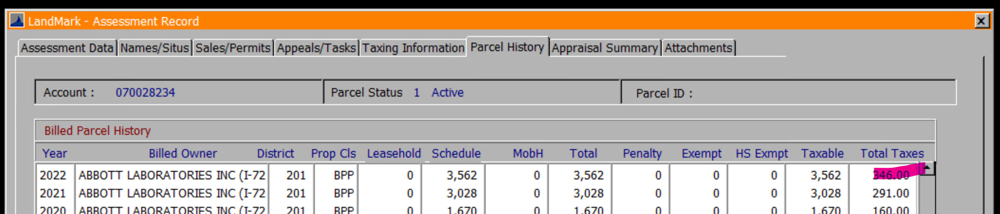 LandMark - Assessment Record
Assessment Data Names/Situs Sales/Permits Appeals/Tasks Taxing Information Parcel History Appraisal Summary Attachments
Account : 070028234 Parcel Status 1 Active Parcel ID :
Billed Parcel History
Year Billed Owner District Prop Cls Leasehold Schedule MobH Total Penalty Exempt HS Exmpt Taxable Total Taxes
2022 ABBOTT LABORATORIES INC (I-72 201 BPP 0 3,562 0 3,562 0 0 0 3,562 346.00
2021 ABBOTT LABORATORIES INC (I-72 201 BPP 0 3,028 0 3,028 0 0 0 3,028 291.00
2020 ABBOTT LABORATORIES INC (I-72 201 BPP 0 1,670 0 1,670 0 0 0 1,670 160.00